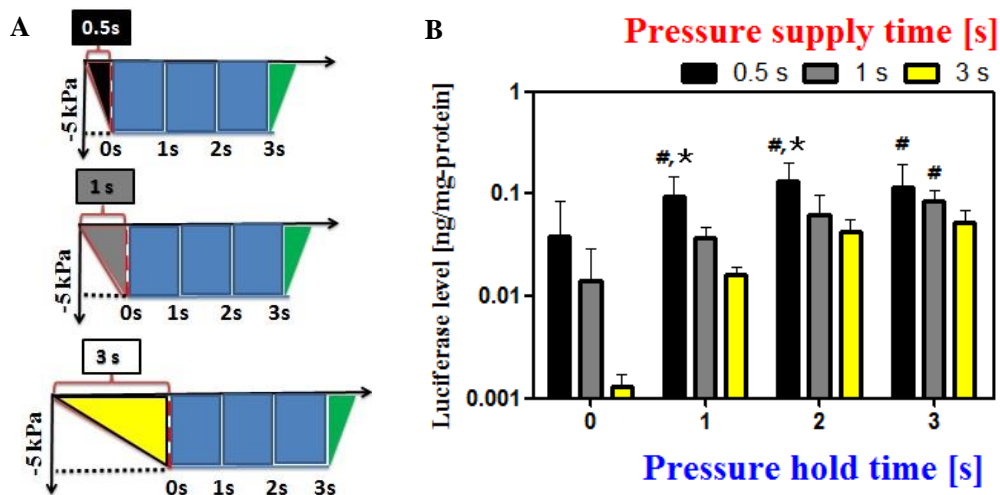 A
0.5s
-5 kPa
0s 1s 2s 3s
1 s
-5 kPa
0s 1s 2s 3s
3 s
-5 kPa
0s 1s 2s 3s
B
Pressure supply time [s]
0.5 s 1 s 3 s
Luciferase level [ng/mg-protein]
1
0.1
0.01
0.001
#,* #,* # #
0 1 2 3
Pressure hold time [s]